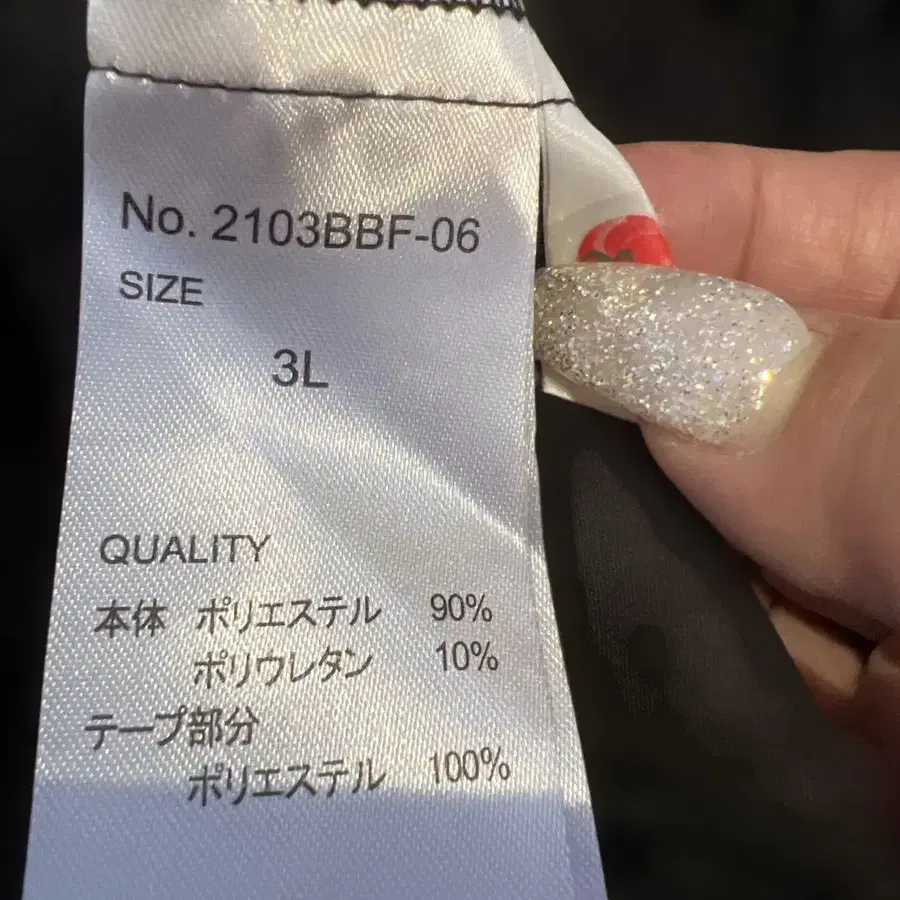 No. 2103BBF-06
SIZE
3L
QUALITY
本体 ポリエステル 90%
ポリウレタン 10%
テープ部分
ポリエステル 100%